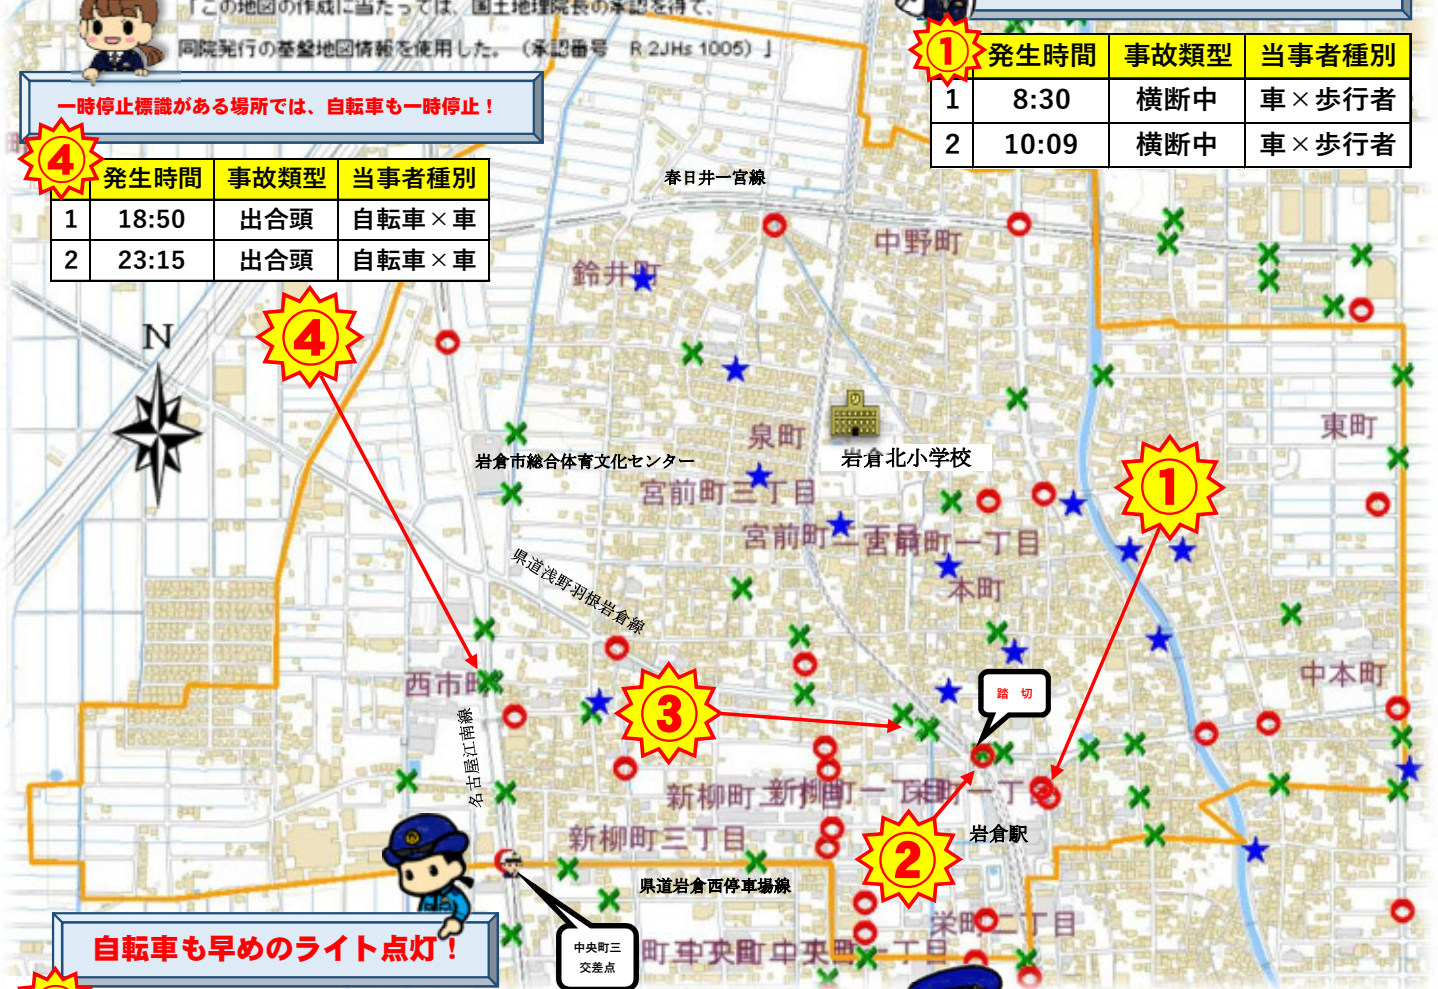 「この地図の作成に当たっては、国土地理院長の承認を得て、
同院発行の基盤地図情報を使用した。（承認番号　R 2JHs 1005）」
一時停止標識がある場所では、自転車も一時停止！
④
発生時間 事故類型 当事者種別
1 18:50 出合頭 自転車×車
2 23:15 出合頭 自転車×車
①
発生時間 事故類型 当事者種別
1 8:30 横断中 車×歩行者
2 10:09 横断中 車×歩行者
春日井一宮線
中野町
鈴井町
④
N
泉町
東町
岩倉市総合体育文化センター
岩倉北小学校
宮前町三丁目
①
宮前町二丁目
宮前町一丁目
県道浅野羽根岩倉線
本町
西市町
中本町
踏 切
③
名古屋江南線
新柳町二丁目
新柳町一丁目
栄町一丁目
新柳町三丁目
岩倉駅
②
県道岩倉西停車場線
栄町二丁目
自転車も早めのライト点灯！
中央町三
交差点